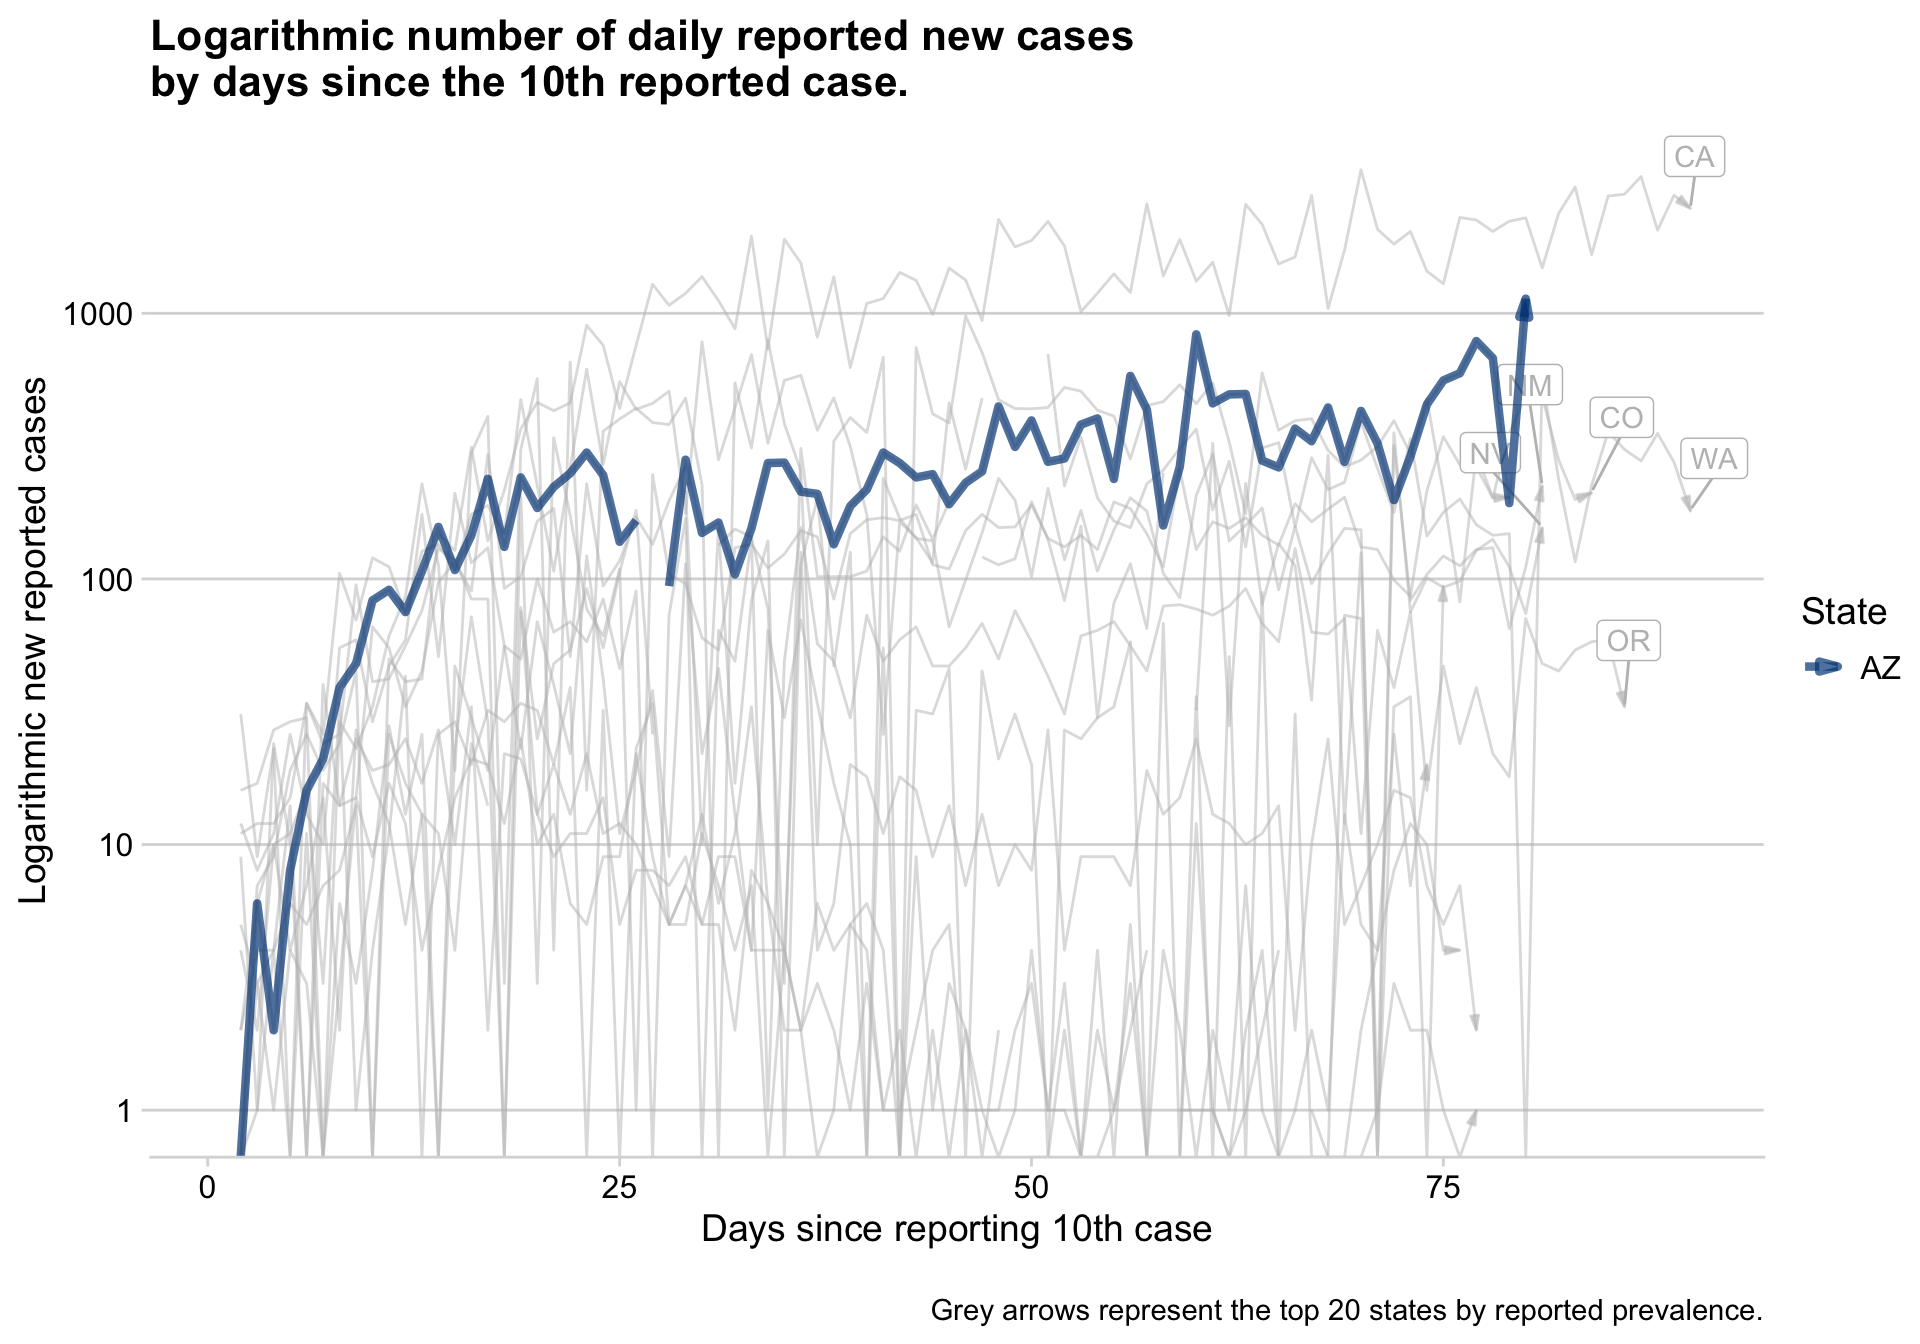 Logarithmic number of daily reported new cases
by days since the 10th reported case.
CA
1000
NM
CO
NV
WA
100
State
OR
AZ
Logarithmic new reported cases
10
1
0
25
50
75
Days since reporting 10th case
Grey arrows represent the top 20 states by reported prevalence.